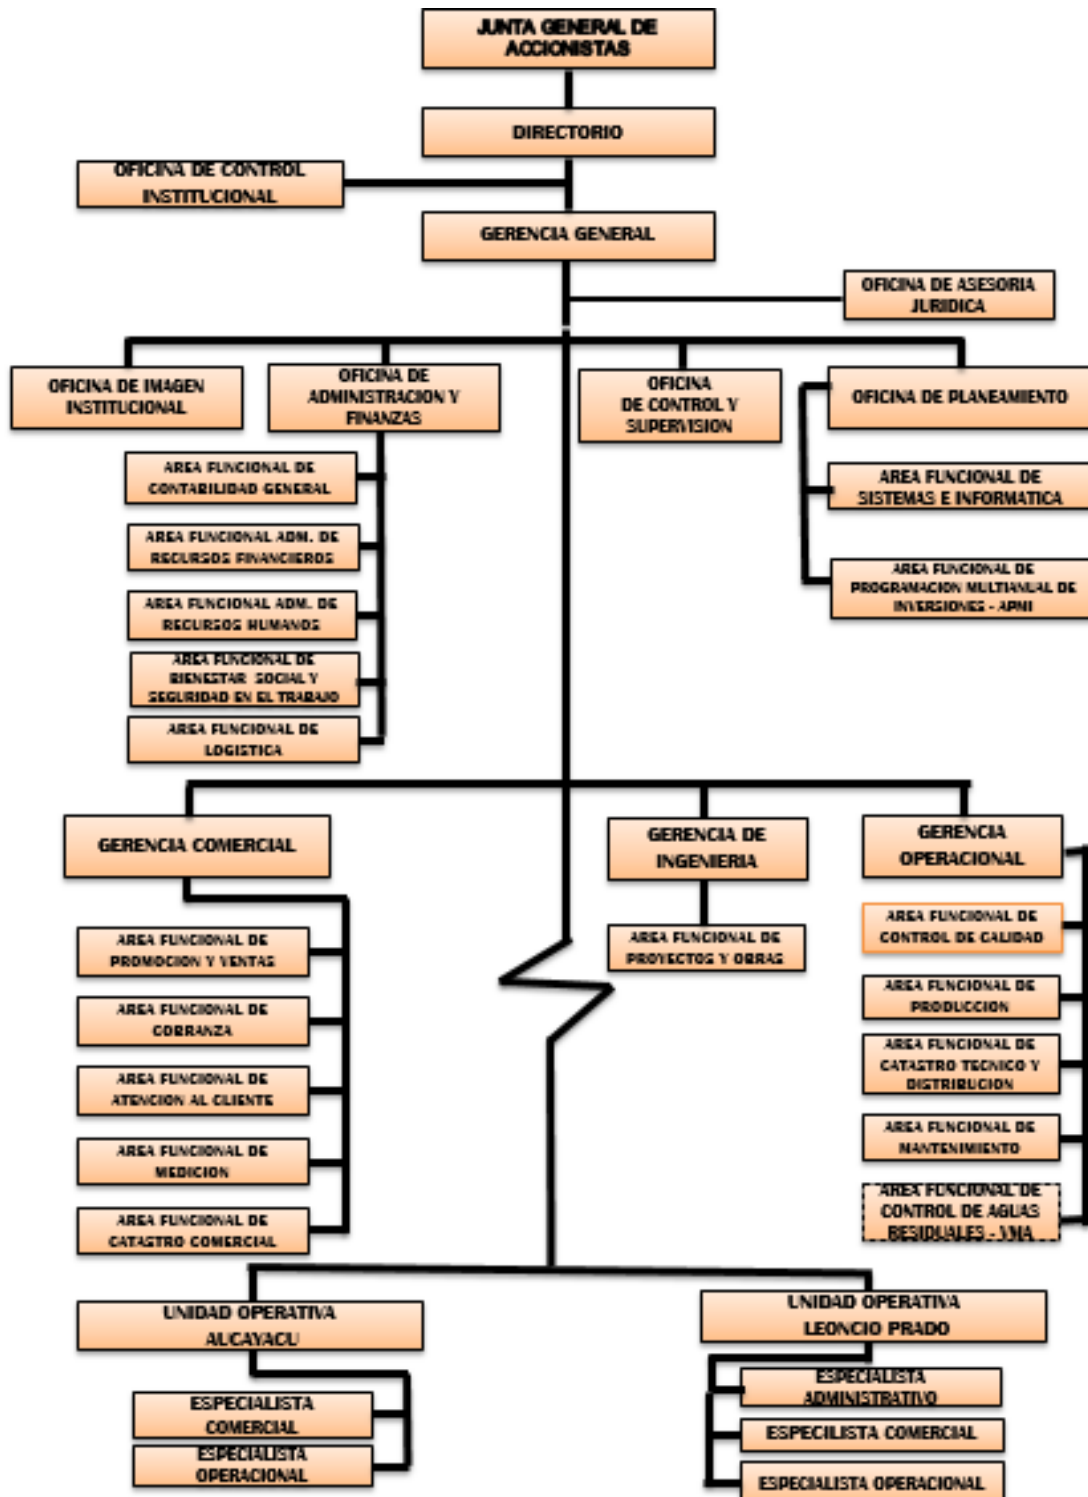 JUNTA GENERAL DE
ACCIONISTAS
DIRECTORIO
OFICINA DE CONTROL
INSTITUCIONAL
GERENCIA GENERAL
OFICINA DE ASESORIA
JURIDICA
OFICINA DE IMAGEN
INSTITUCIONAL
OFICINA DE
ADMINISTRACION Y
FINANZAS
OFICINA
DE CONTROL Y
SUPERVISION
OFICINA DE PLANEAMIENTO
AREA FUNCIONAL DE
CONTABILIDAD GENERAL
AREA FUNCIONAL ADM. DE
RECURSOS FINANCIEROS
AREA FUNCIONAL ADM. DE
RECURSOS HUMANOS
AREA FUNCIONAL DE
BIENESTAR SOCIAL Y
SEGURIDAD EN EL TRABAJO
AREA FUNCIONAL DE
LOGISTICA
AREA FUNCIONAL DE
SISTEMAS E INFORMATICA
AREA FUNCIONAL DE
PROGRAMACION MULTIANUAL DE
INVERSIONES - APMI
GERENCIA COMERCIAL
GERENCIA DE
INGENIERIA
GERENCIA
OPERACIONAL
AREA FUNCIONAL DE
PROMOCION Y VENTAS
AREA FUNCIONAL DE
COBRANZA
AREA FUNCIONAL DE
ATENCION AL CLIENTE
AREA FUNCIONAL DE
MEDICION
AREA FUNCIONAL DE
CATASTRO COMERCIAL
AREA FUNCIONAL DE
PROYECTOS Y OBRAS
AREA FUNCIONAL DE
CONTROL DE CALIDAD
AREA FUNCIONAL DE
PRODUCCION
AREA FUNCIONAL DE
CATASTRO TECNICO Y
DISTRIBUCION
AREA FUNCIONAL DE
MANTENIMIENTO
AREA FUNCIONAL DE
CONTROL DE AGUAS
RESIDUALES - VMA
UNIDAD OPERATIVA
AUCAYACU
ESPECIALISTA
COMERCIAL
ESPECIALISTA
OPERACIONAL
UNIDAD OPERATIVA
LEONCIO PRADO
ESPECIALISTA
ADMINISTRATIVO
ESPECILISTA COMERCIAL
ESPECIALISTA OPERACIONAL